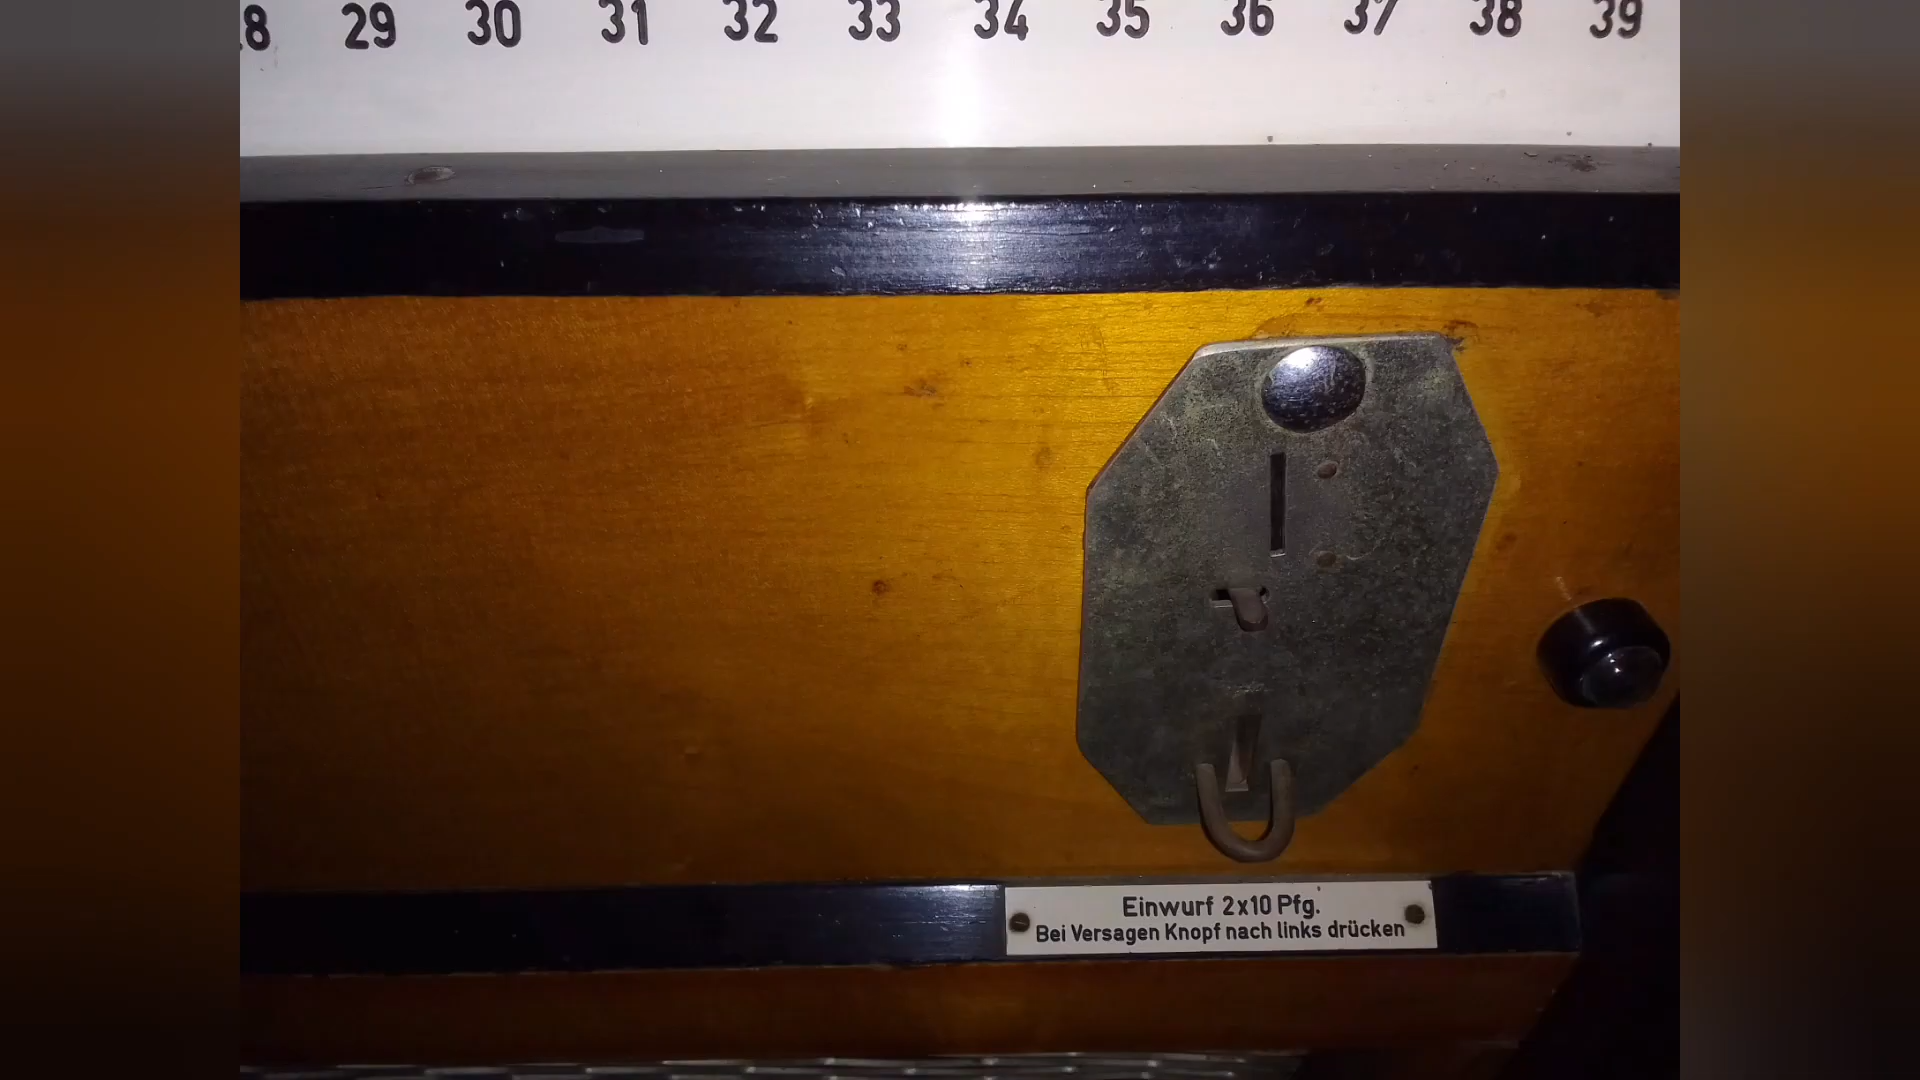 29 30 31 32 33 34 35 36 37 38 39
Einwurf 2x10 Pfg.
Bei Versagen Knopf nach links drücken